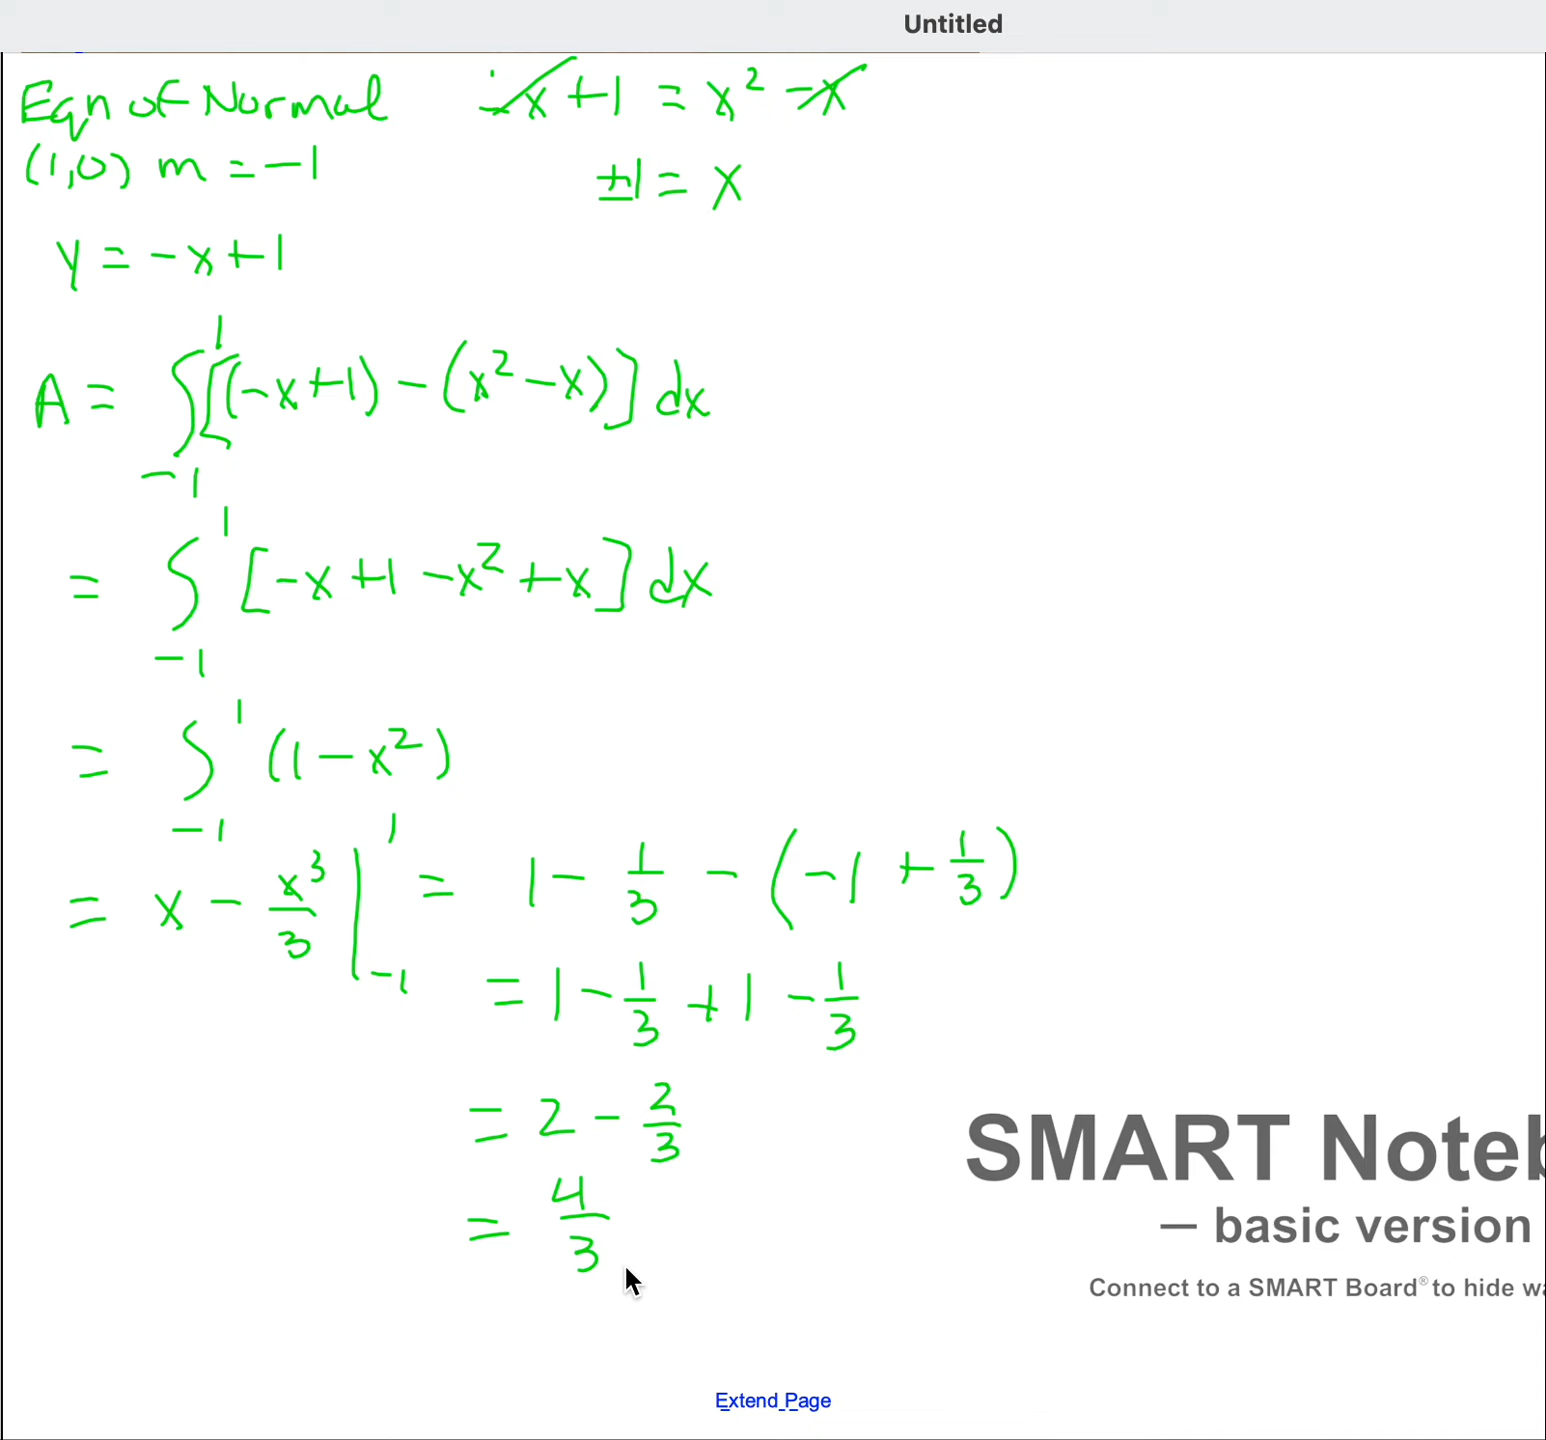 Untitled
Eqn of Normal
(1,0) m = -1
y = -x+1
-x+1 = x² -x
±1 = x
A = ∫₋₁¹ [(-x+1) - (x² -x)] dx
= ∫₋₁¹ [-x+1 -x² +x] dx
= ∫₋₁¹ (1-x²)
= x - x³/3 |₋₁¹ = 1 - 1/3 - (-1 + 1/3)
= 1 - 1/3 + 1 - 1/3
= 2 - 2/3
= 4/3
SMART Noteb
— basic version
Connect to a SMART Board® to hide wa
Extend Page